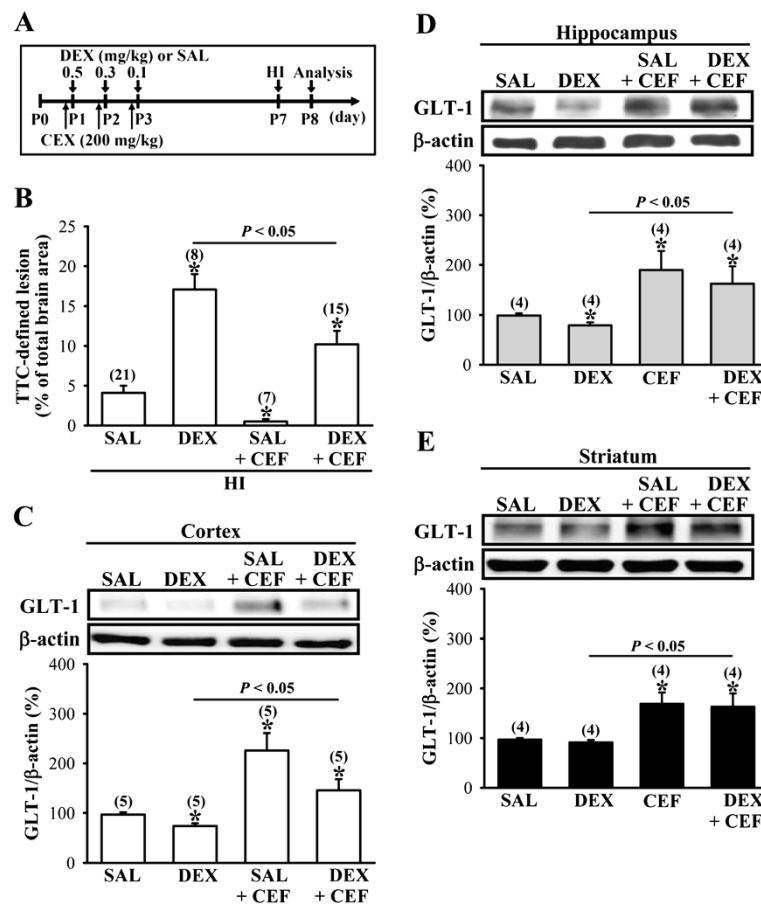 A
DEX (mg/kg) or SAL
0.5 0.3 0.1 HI Analysis
P0 P1 P2 P3 P7 P8 (day)
CEX (200 mg/kg)
B
TTC-defined lesion
(% of total brain area)
25
20
15
10
5
0
P < 0.05
(21)
(8)
*
(7)
*
(15)
*
SAL DEX SAL + CEF DEX + CEF
HI
C
Cortex
SAL DEX SAL + CEF DEX + CEF
GLT-1
β-actin
GLT-1/β-actin (%)
400
300
200
100
0
P < 0.05
(5)
(5)
*
(5)
*
(5)
*
SAL DEX SAL + CEF DEX + CEF
D
Hippocampus
SAL DEX SAL + CEF DEX + CEF
GLT-1
β-actin
GLT-1/β-actin (%)
400
300
200
100
0
P < 0.05
(4)
(4)
*
(4)
*
(4)
*
SAL DEX CEF DEX + CEF
E
Striatum
SAL DEX SAL + CEF DEX + CEF
GLT-1
β-actin
GLT-1/β-actin (%)
400
300
200
100
0
P < 0.05
(4)
(4)
(4)
*
(4)
*
SAL DEX CEF DEX + CEF